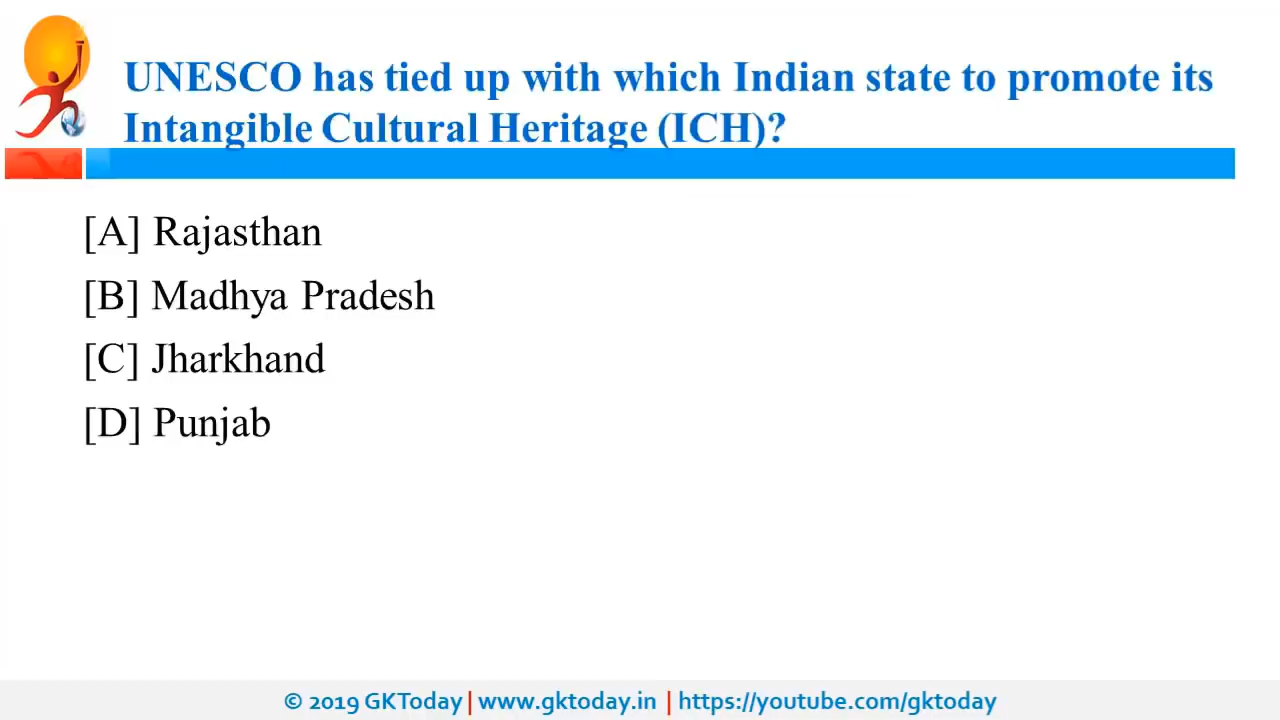 UNESCO has tied up with which Indian state to promote its
Intangible Cultural Heritage (ICH)?
[A] Rajasthan
[B] Madhya Pradesh
[C] Jharkhand
[D] Punjab
© 2019 GKToday | www.gktoday.in | https://youtube.com/gktoday